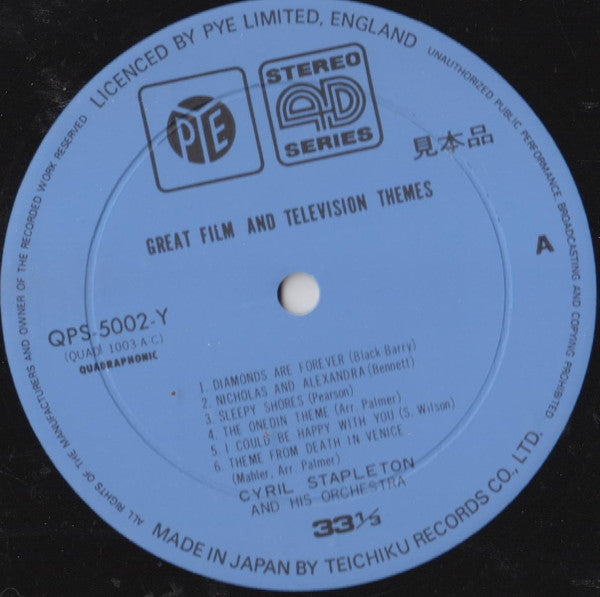 LICENCED BY PYE LIMITED, ENGLAND
UNAUTHORIZED PUBLIC PERFORMANCE BROADCASTING AND COPYING PROHIBITED
ALL RIGHTS OF THE MANUFACTURERS AND OWNER OF THE RECORDED WORK RESERVED
PYE
STEREO
4D
SERIES
見本品
GREAT FILM AND TELEVISION THEMES
A
QPS-5002-Y
(QUADI 1003-A-C)
QUADRAPHONIC
1. DIAMONDS ARE FOREVER (Black Barry)
2. NICHOLAS AND ALEXANDRA (Bennett)
3. SLEEPY SHORES (Pearson)
4. THE ONEDIN THEME (Arr. Palmer)
5. I COULD BE HAPPY WITH YOU (S. Wilson)
6. THEME FROM DEATH IN VENICE
(Mahler, Arr. Palmer)
CYRIL STAPLETON
AND HIS ORCHESTRA
33⅓
MADE IN JAPAN BY TEICHIKU RECORDS CO., LTD.